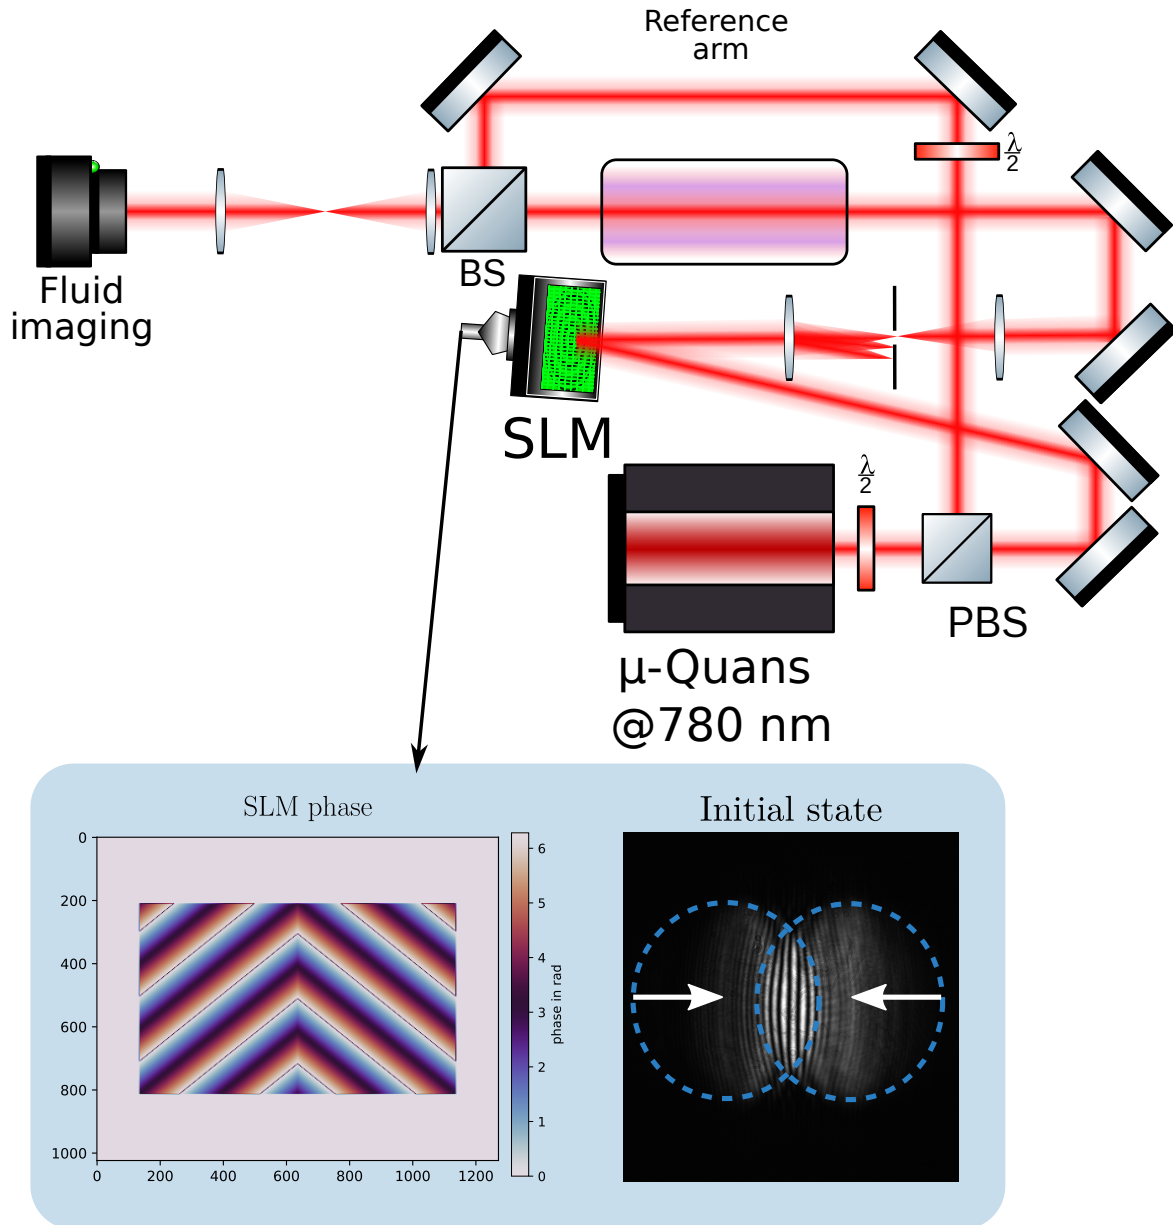 Reference
arm
λ
2
BS
Fluid
imaging
SLM
λ
2
PBS
μ-Quans
@780 nm
SLM phase
Initial state
0
200
400
600
800
1000
0
200
400
600
800
1000
1200
6
5
4
3
2
1
0
phase in rad